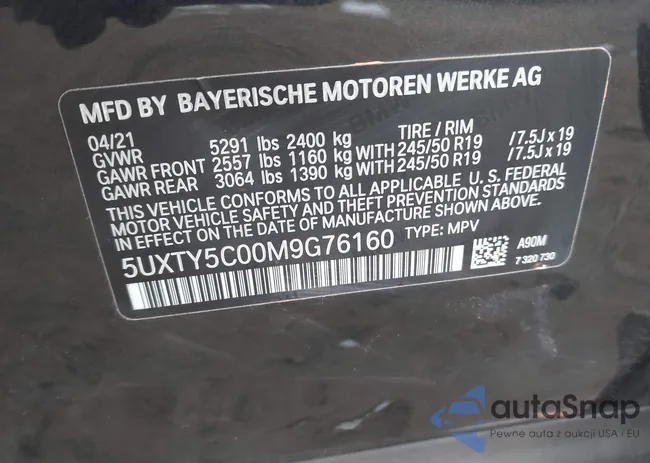 MFD BY BAYERISCHE MOTOREN WERKE AG
04/21 TIRE / RIM
GVWR 5291 lbs 2400 kg
GAWR FRONT 2557 lbs 1160 kg WITH 245/50 R19 /7.5J x 19
GAWR REAR 3064 lbs 1390 kg WITH 245/50 R19 /7.5J x 19
THIS VEHICLE CONFORMS TO ALL APPLICABLE U. S. FEDERAL
MOTOR VEHICLE SAFETY AND THEFT PREVENTION STANDARDS
IN EFFECT ON THE DATE OF MANUFACTURE SHOWN ABOVE.
5UXTY5C00M9G76160 TYPE: MPV
A90M
7 320 730
autoSnap
Pewne auta z aukcji USA i EU